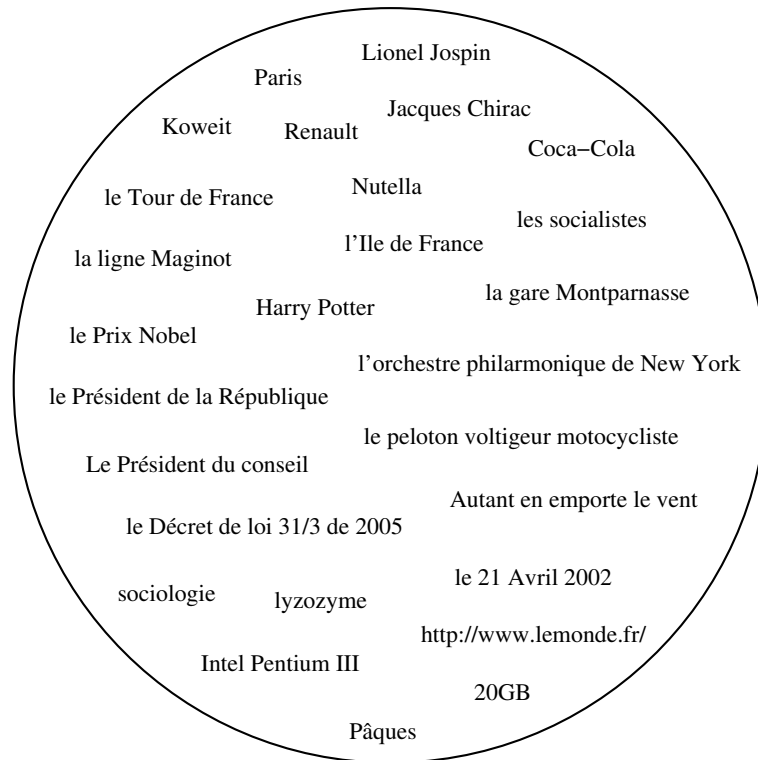 Lionel Jospin
Paris
Jacques Chirac
Koweit
Renault
Coca−Cola
Nutella
le Tour de France
les socialistes
l’Ile de France
la ligne Maginot
la gare Montparnasse
Harry Potter
le Prix Nobel
l’orchestre philarmonique de New York
le Président de la République
le peloton voltigeur motocycliste
Le Président du conseil
Autant en emporte le vent
le Décret de loi 31/3 de 2005
le 21 Avril 2002
sociologie
lyzozyme
http://www.lemonde.fr/
Intel Pentium III
20GB
Pâques